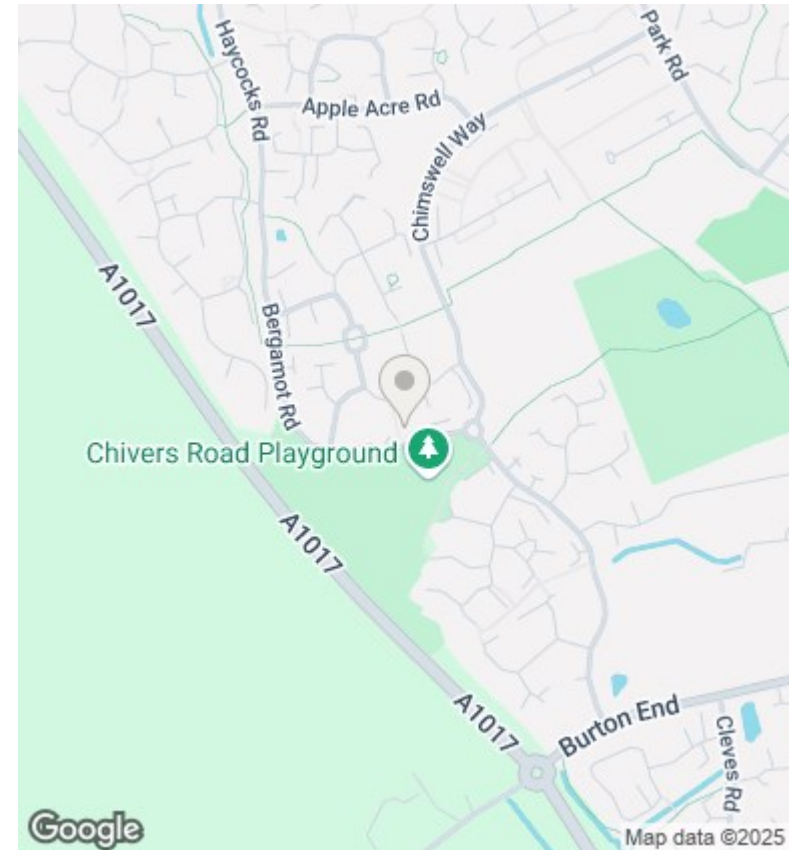 Haycocks Rd
Park Rd
Apple Acre Rd
Chimswell Way
A1017
Bergamot Rd
Chivers Road Playground
A1017
A1017
Burton End
Cleves Rd
Google
Map data ©2025